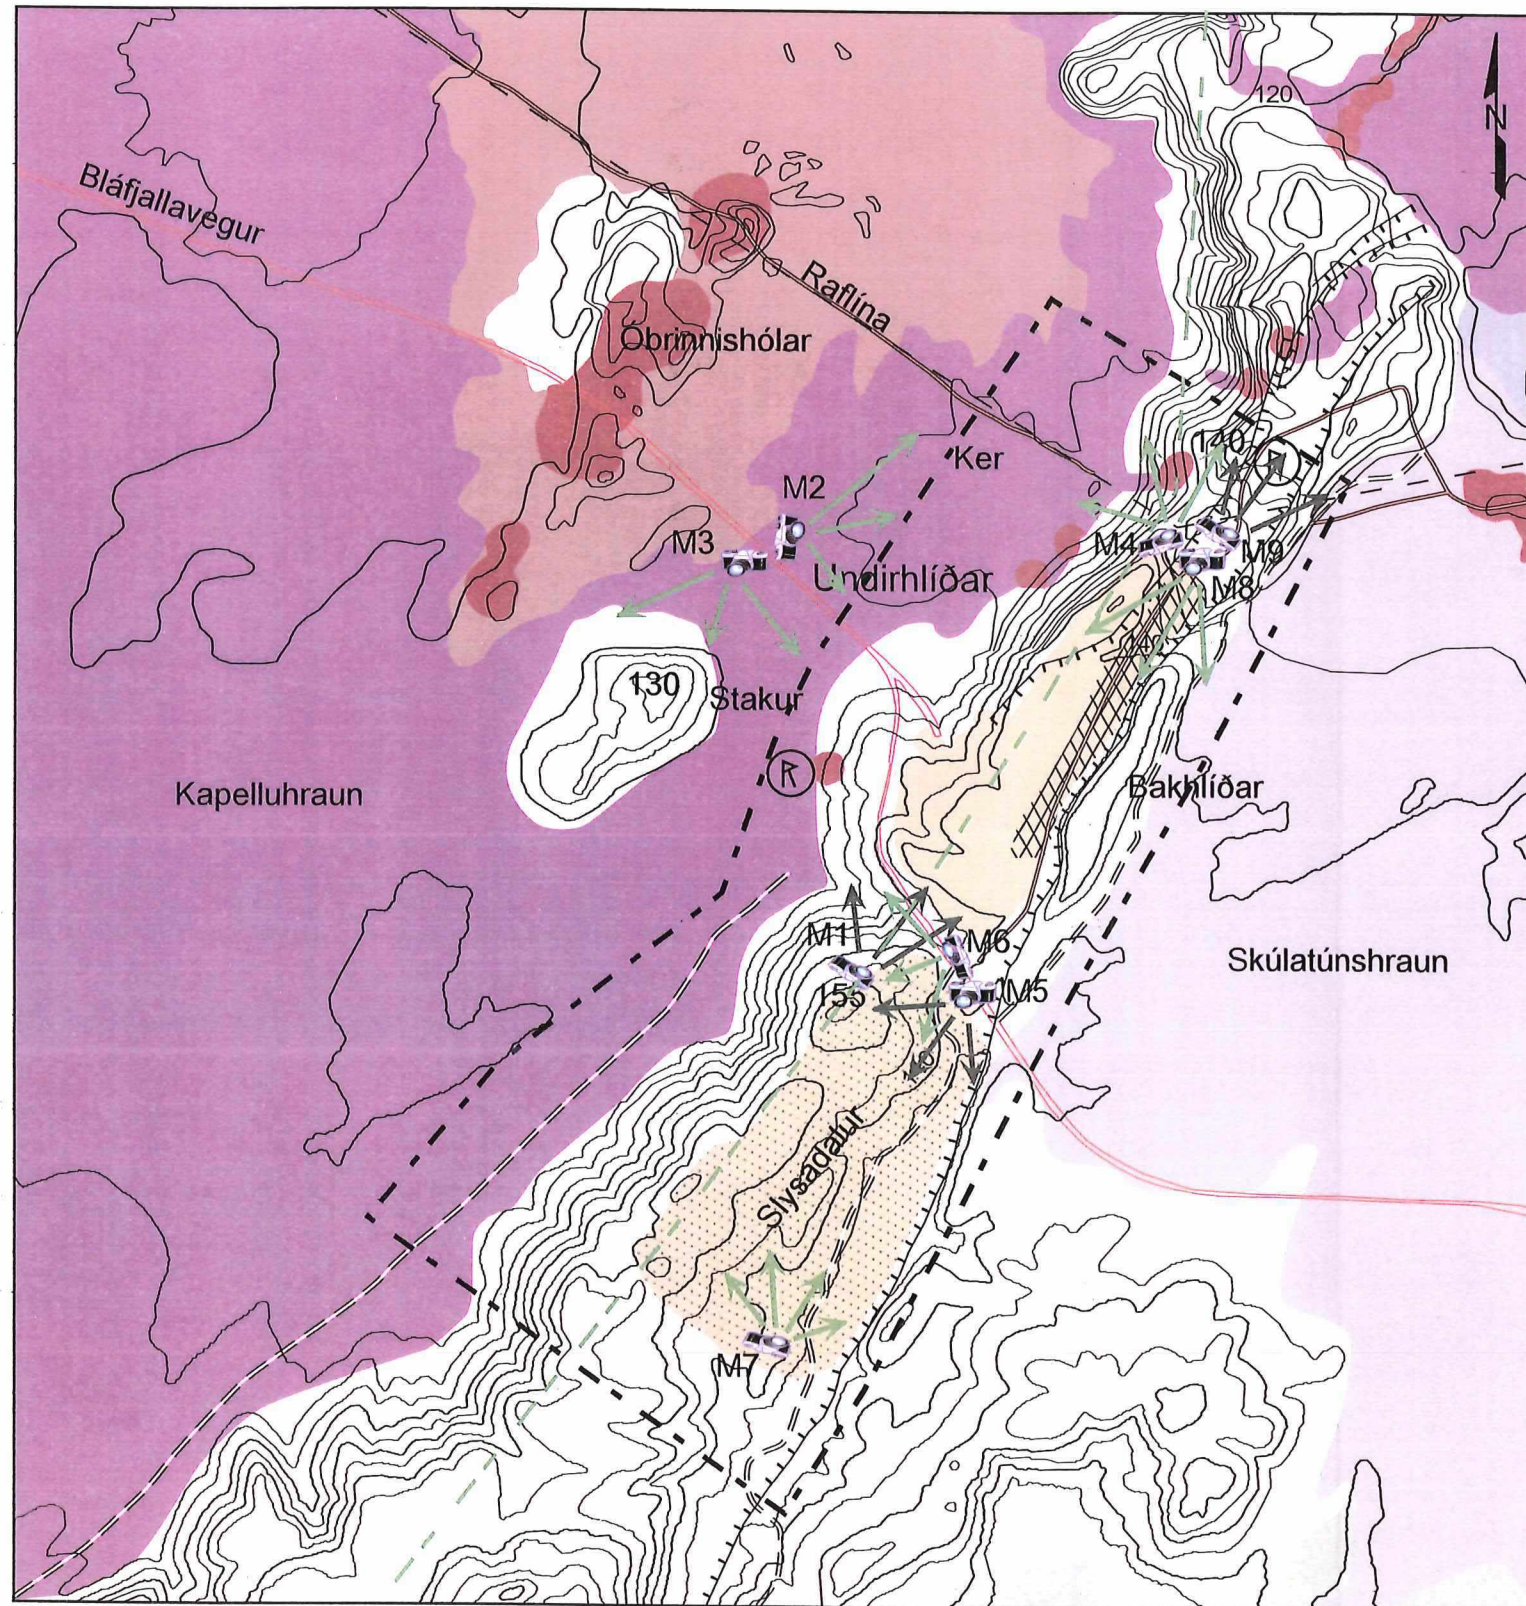 120
N
Bláfjallavegur
Raflína
Óbrinnishólar
140
R
Ker
M2
M3
M4
M9
Undirhlíðar
M8
130
Stakur
R
Kapelluhraun
Bakhlíðar
M1
M6
Skúlatúnshraun
155
M5
Slysadalur
M7